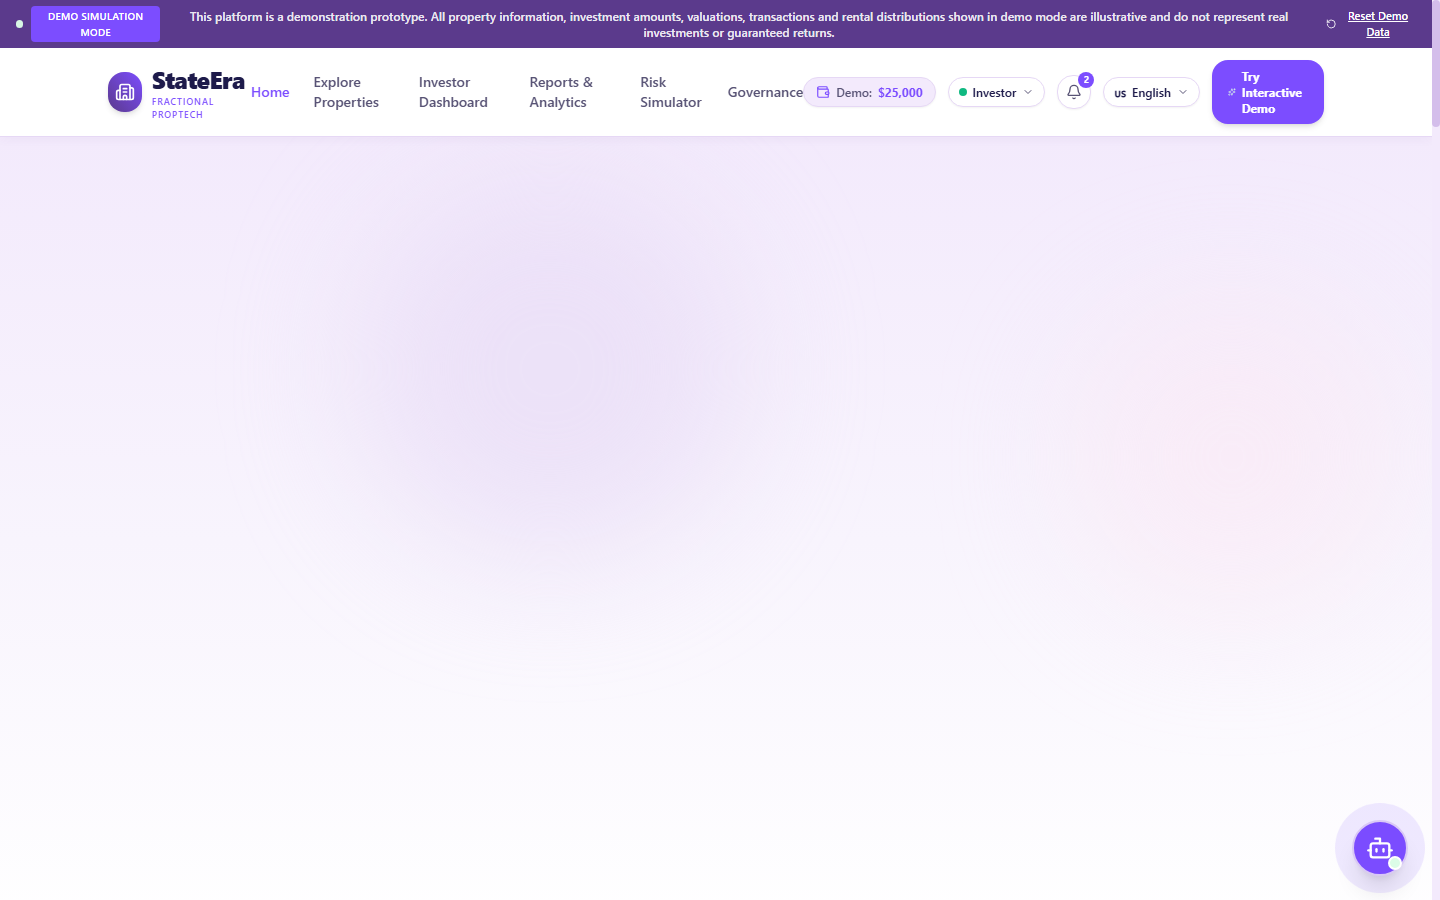 DEMO SIMULATION
MODE
This platform is a demonstration prototype. All property information, investment amounts, valuations, transactions and rental distributions shown in demo mode are illustrative and do not represent real
investments or guaranteed returns.
Reset Demo
Data
StateEra
FRACTIONAL
PROPTECH
Home
Explore
Properties
Investor
Dashboard
Reports &
Analytics
Risk
Simulator
Governance
Demo: $25,000
Investor
2
us English
Try
Interactive
Demo